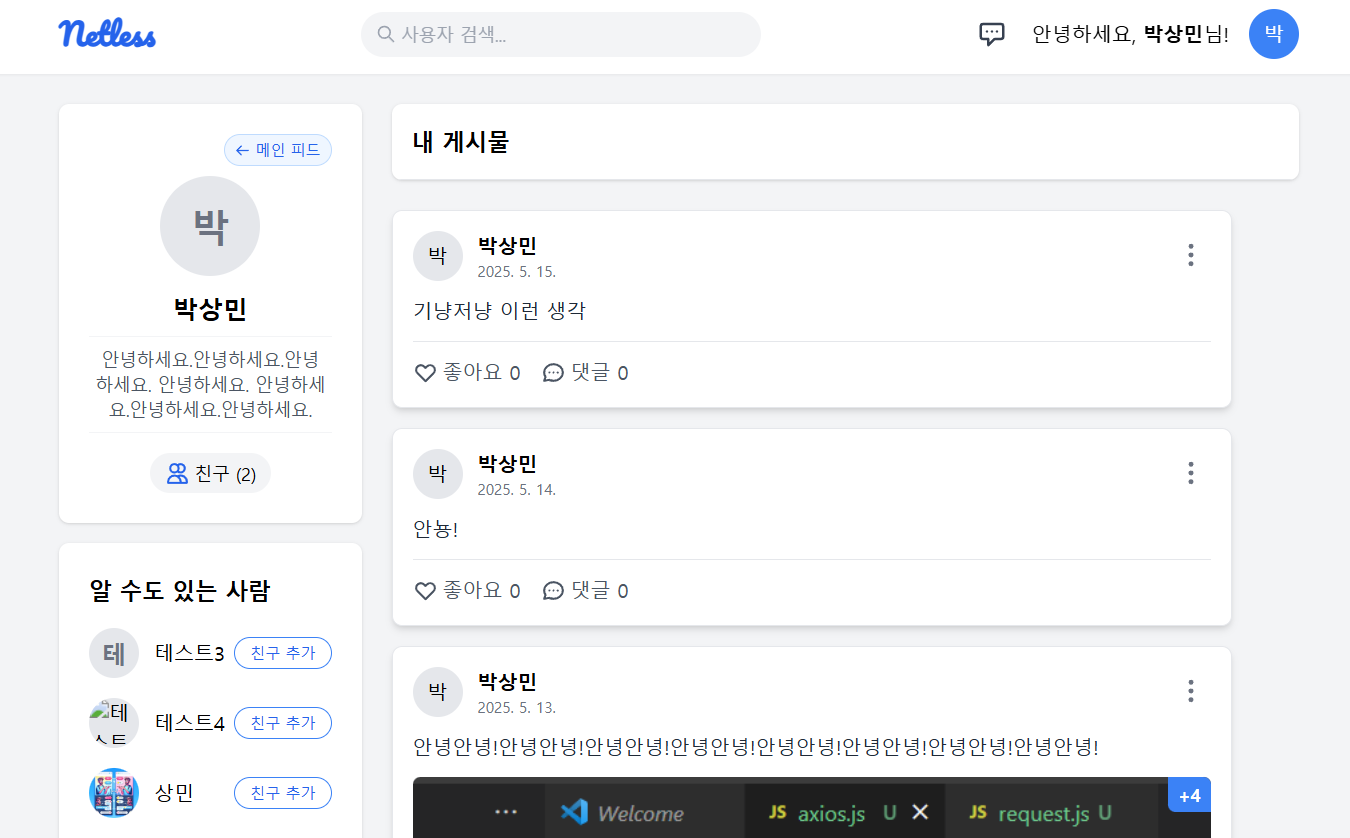 Netless
사용자 검색...
안녕하세요, 박상민님!
박
← 메인 피드
박
박상민
안녕하세요.안녕하세요.안녕
하세요. 안녕하세요. 안녕하세
요.안녕하세요.안녕하세요.
친구 (2)
알 수도 있는 사람
테
테스트3
친구 추가
테
스트
테스트4
친구 추가
상민
친구 추가
내 게시물
박
박상민
2025. 5. 15.
기냥저냥 이런 생각
좋아요 0
댓글 0
박
박상민
2025. 5. 14.
안뇽!
좋아요 0
댓글 0
박
박상민
2025. 5. 13.
안녕안녕!안녕안녕!안녕안녕!안녕안녕!안녕안녕!안녕안녕!안녕안녕!안녕안녕!
... Welcome
JS axios.js U ✕
JS request.js U
+4